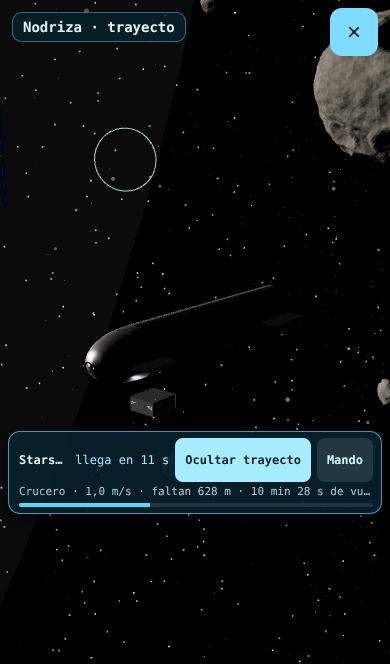 Nodriza · trayecto
✕
Stars… llega en 11 s Ocultar trayecto Mando
Crucero · 1,0 m/s · faltan 628 m · 10 min 28 s de vu…